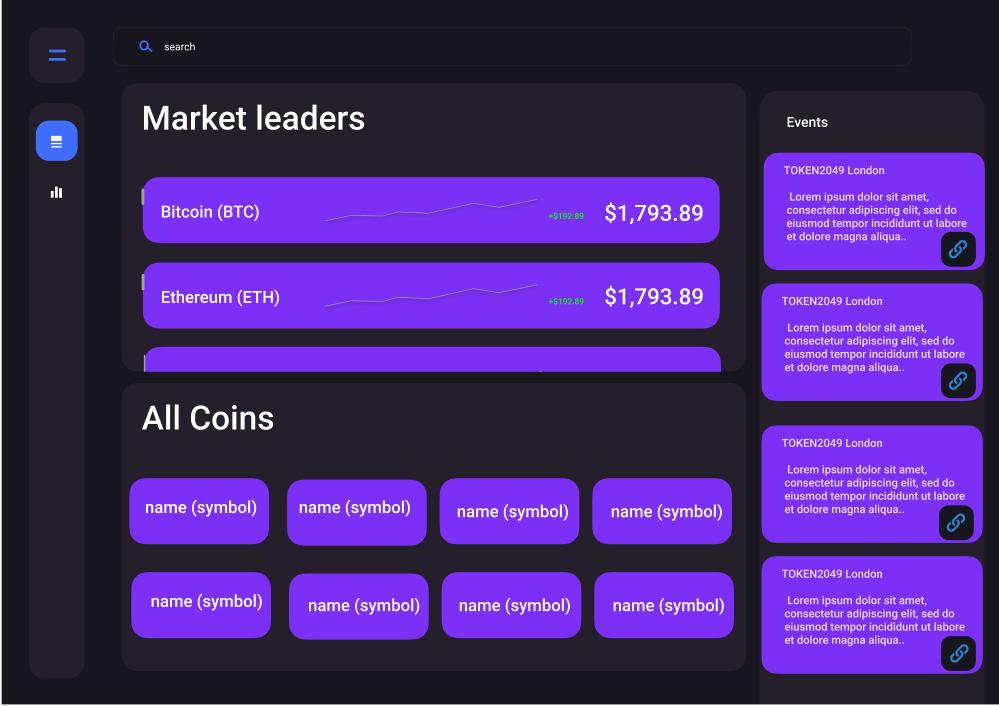 search
Market leaders
Bitcoin (BTC)
+$192.89
$1,793.89
Ethereum (ETH)
+$192.89
$1,793.89
All Coins
name (symbol)
name (symbol)
name (symbol)
name (symbol)
name (symbol)
name (symbol)
name (symbol)
name (symbol)
Events
TOKEN2049 London
Lorem ipsum dolor sit amet,
consectetur adipiscing elit, sed do
eiusmod tempor incididunt ut labore
et dolore magna aliqua..
TOKEN2049 London
Lorem ipsum dolor sit amet,
consectetur adipiscing elit, sed do
eiusmod tempor incididunt ut labore
et dolore magna aliqua..
TOKEN2049 London
Lorem ipsum dolor sit amet,
consectetur adipiscing elit, sed do
eiusmod tempor incididunt ut labore
et dolore magna aliqua..
TOKEN2049 London
Lorem ipsum dolor sit amet,
consectetur adipiscing elit, sed do
eiusmod tempor incididunt ut labore
et dolore magna aliqua..